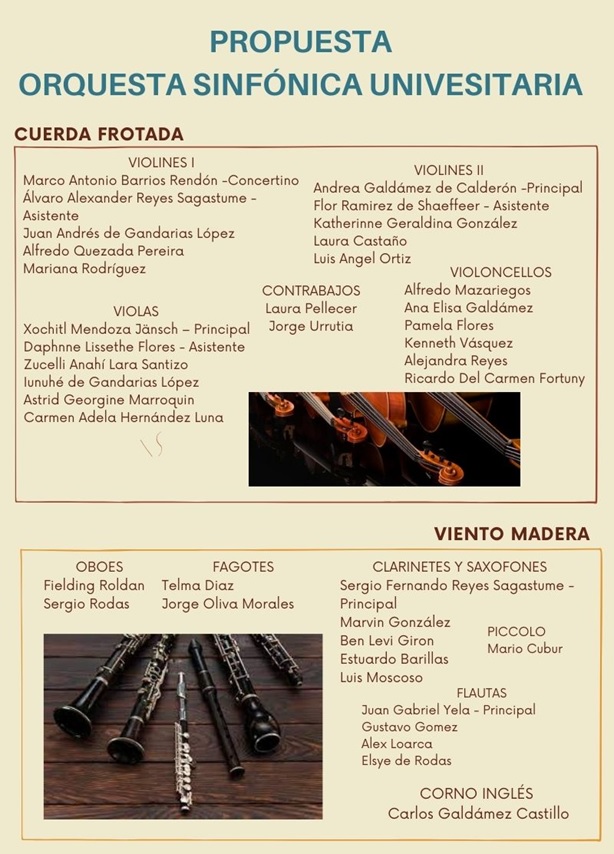 PROPUESTA
ORQUESTA SINFÓNICA UNIVESITARIA
CUERDA FROTADA
VIOLINES I
Marco Antonio Barrios Rendón -Concertino
Álvaro Alexander Reyes Sagastume -
Asistente
Juan Andrés de Gandarias López
Alfredo Quezada Pereira
Mariana Rodríguez
VIOLINES II
Andrea Galdámez de Calderón -Principal
Flor Ramirez de Shaeffeer - Asistente
Katherinne Geraldina González
Laura Castaño
Luis Angel Ortiz
VIOLAS
Xochitl Mendoza Jänsch – Principal
Daphnne Lissethe Flores - Asistente
Zucelli Anahí Lara Santizo
Iunuhé de Gandarias López
Astrid Georgine Marroquin
Carmen Adela Hernández Luna
CONTRABAJOS
Laura Pellecer
Jorge Urrutia
VIOLONCELLOS
Alfredo Mazariegos
Ana Elisa Galdámez
Pamela Flores
Kenneth Vásquez
Alejandra Reyes
Ricardo Del Carmen Fortuny
VIENTO MADERA
OBOES
Fielding Roldan
Sergio Rodas
FAGOTES
Telma Diaz
Jorge Oliva Morales
CLARINETES Y SAXOFONES
Sergio Fernando Reyes Sagastume -
Principal
Marvin González
Ben Levi Giron
Estuardo Barillas
Luis Moscoso
PICCOLO
Mario Cubur
FLAUTAS
Juan Gabriel Yela - Principal
Gustavo Gomez
Alex Loarca
Elsye de Rodas
CORNO INGLÉS
Carlos Galdámez Castillo